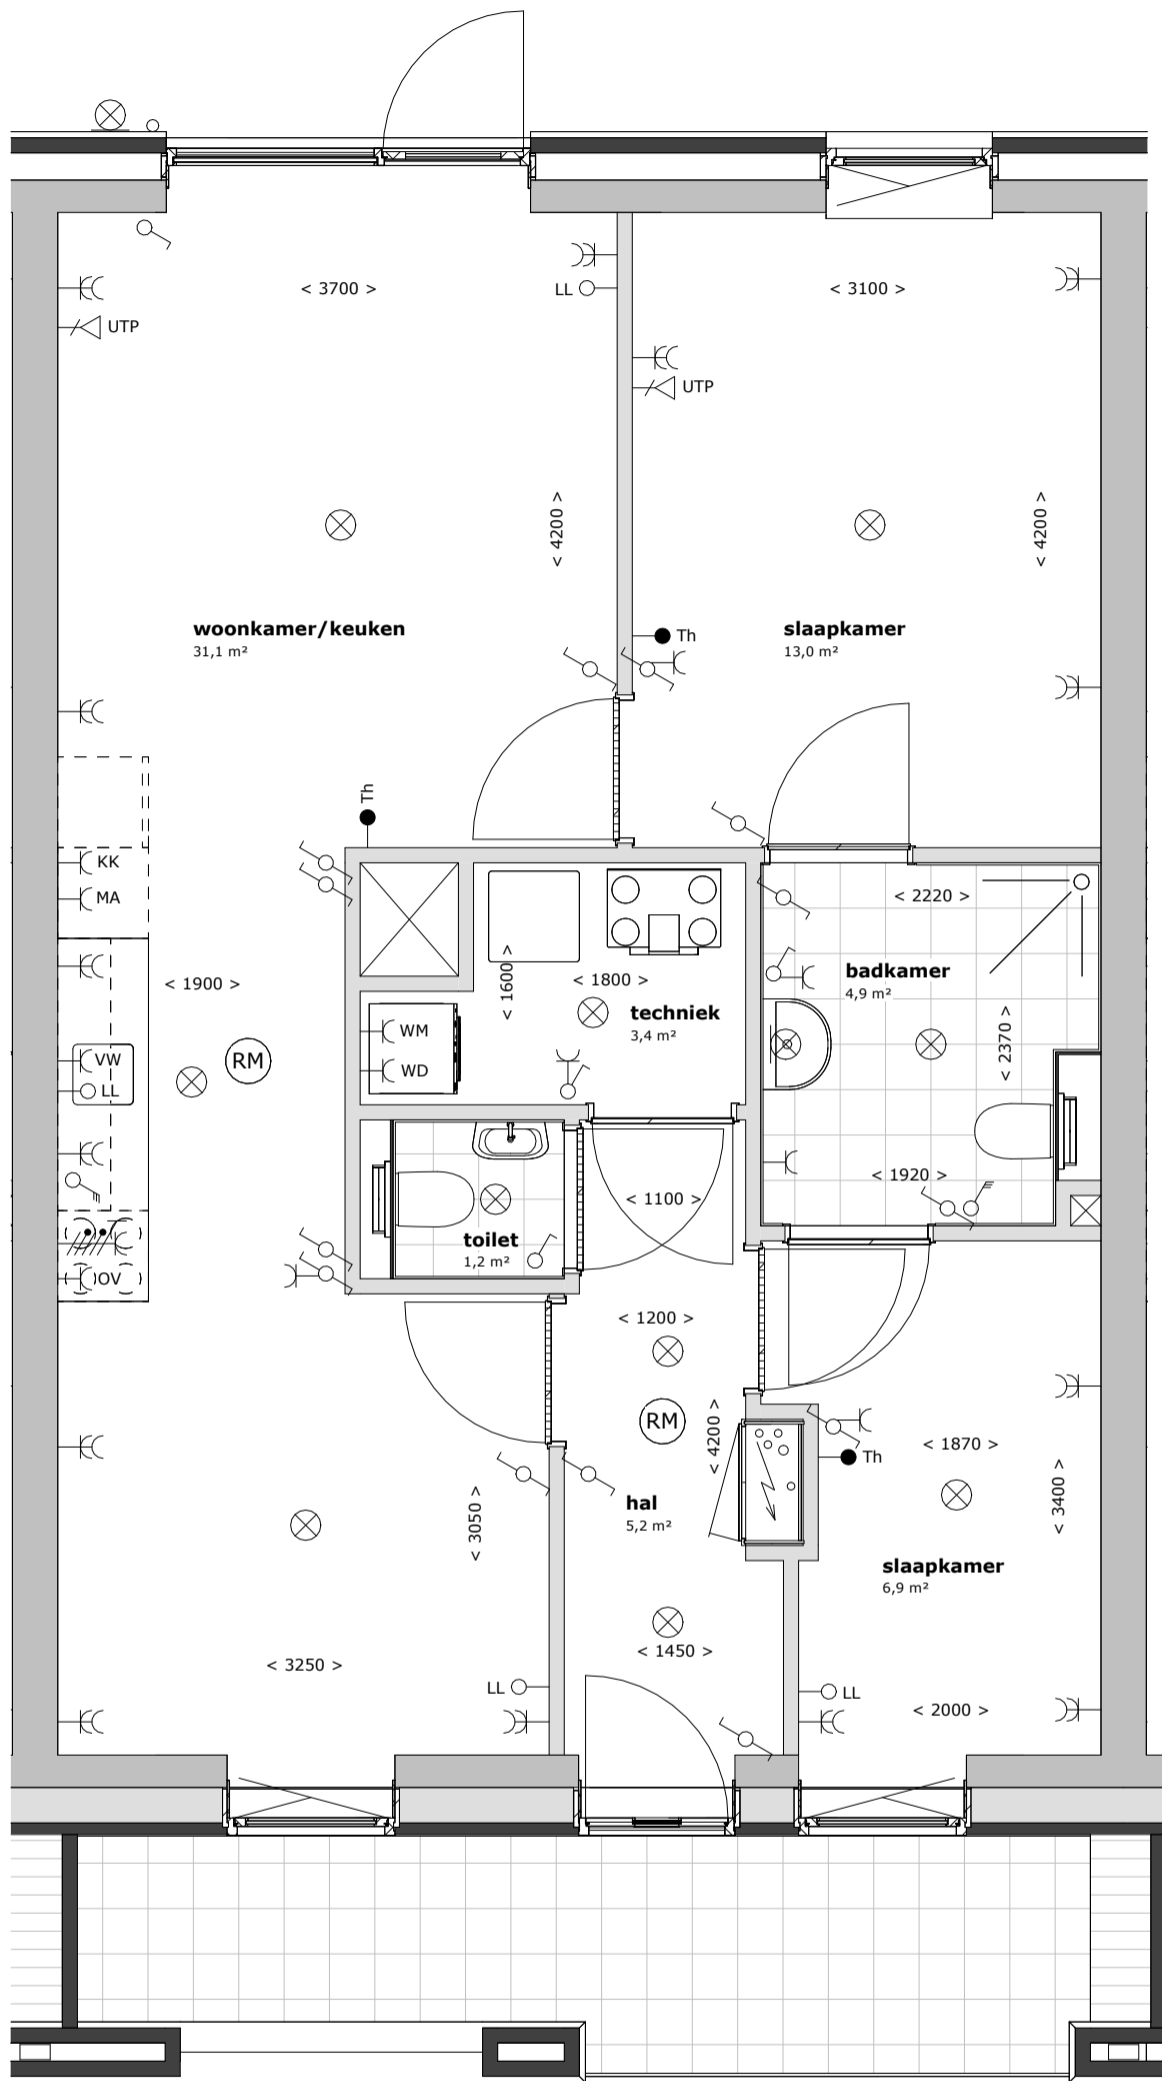 < 3700 >
LL
< 3100 >
UTP
UTP
< 4200 >
< 4200 >
woonkamer/keuken
31,1 m²
slaapkamer
13,0 m²
Th
Th
KK
MA
< 2220 >
< 1900 >
< 1600 >
< 1800 >
badkamer
4,9 m²
techniek
3,4 m²
WM
WD
VW
LL
RM
< 2370 >
< 1920 >
< 1100 >
toilet
1,2 m²
OV
< 1200 >
RM
< 4200 >
< 1870 >
Th
< 3400 >
hal
5,2 m²
< 3050 >
slaapkamer
6,9 m²
< 1450 >
< 3250 >
LL
LL
< 2000 >